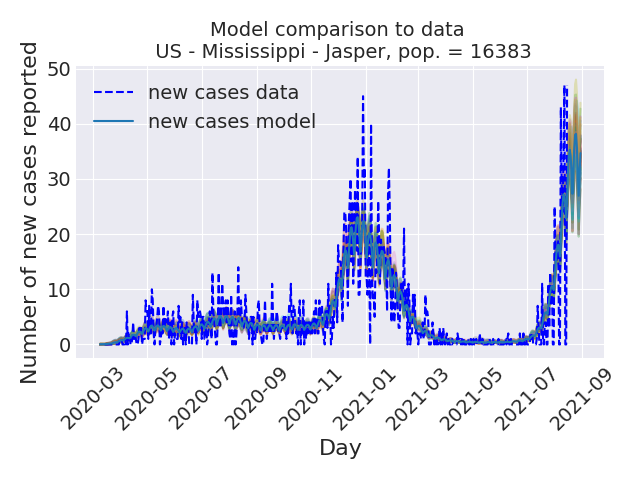 Model comparison to data
US - Mississippi - Jasper, pop. = 16383
Number of new cases reported
50
40
30
20
10
0
new cases data
new cases model
2020-03
2020-05
2020-07
2020-09
2020-11
2021-01
2021-03
2021-05
2021-07
2021-09
Day